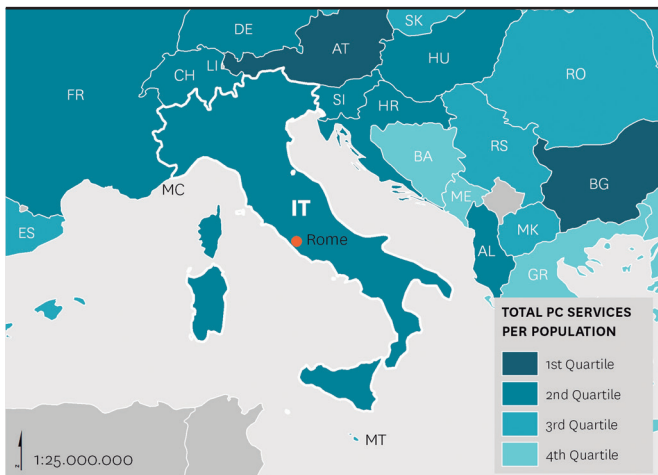 SK
DE
AT
LI
CH
HU
RO
FR
SI
HR
BA
RS
MC
ME
BG
IT
ES
Rome
MK
AL
GR
TOTAL PC SERVICES
PER POPULATION
1st Quartile
2nd Quartile
3rd Quartile
4th Quartile
MT
N
1:25.000.000